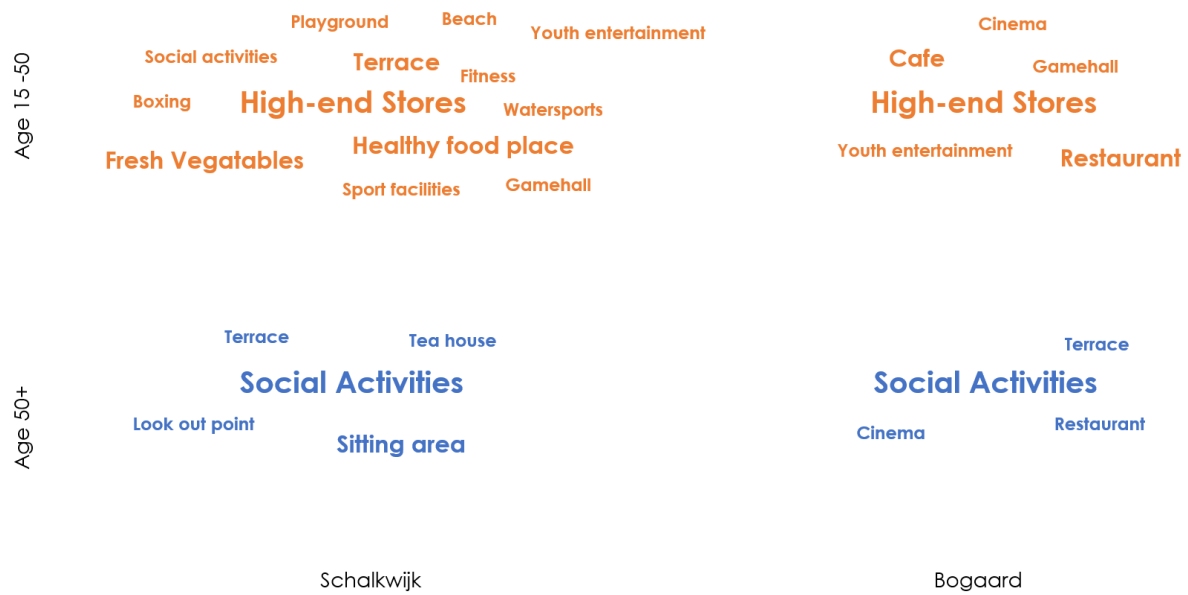 Playground
Beach
Cinema
Youth entertainment
Social activities
Terrace
Cafe
Gamehall
Fitness
Age 15 -50
Boxing
High-end Stores
Watersports
High-end Stores
Healthy food place
Youth entertainment
Fresh Vegatables
Restaurant
Sport facilities
Gamehall
Terrace
Tea house
Terrace
Social Activities
Social Activities
Age 50+
Look out point
Restaurant
Sitting area
Cinema
Schalkwijk
Bogaard